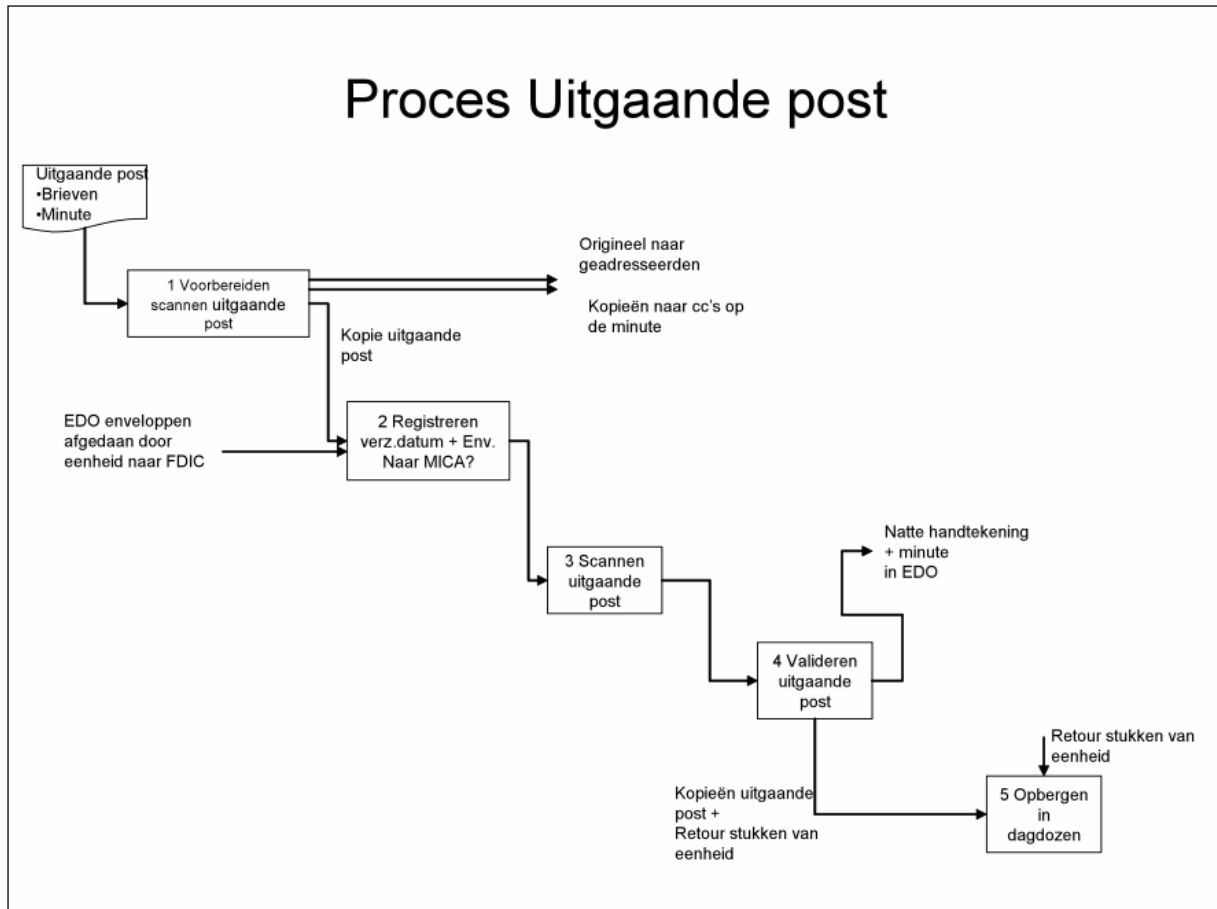 Proces Uitgaande post
Uitgaande post
•Brieven
•Minute
Origineel naar
geadresseerden
1 Voorbereiden
scannen uitgaande
post
Kopieën naar cc's op
de minute
Kopie uitgaande
post
EDO enveloppen
afgedaan door
eenheid naar FDIC
2 Registreren
verz.datum + Env.
Naar MICA?
3 Scannen
uitgaande
post
Natte handtekening
+ minute
in EDO
4 Valideren
uitgaande
post
Retour stukken van
eenheid
Kopieën uitgaande
post +
Retour stukken van
eenheid
5 Opbergen
in
dagdozen